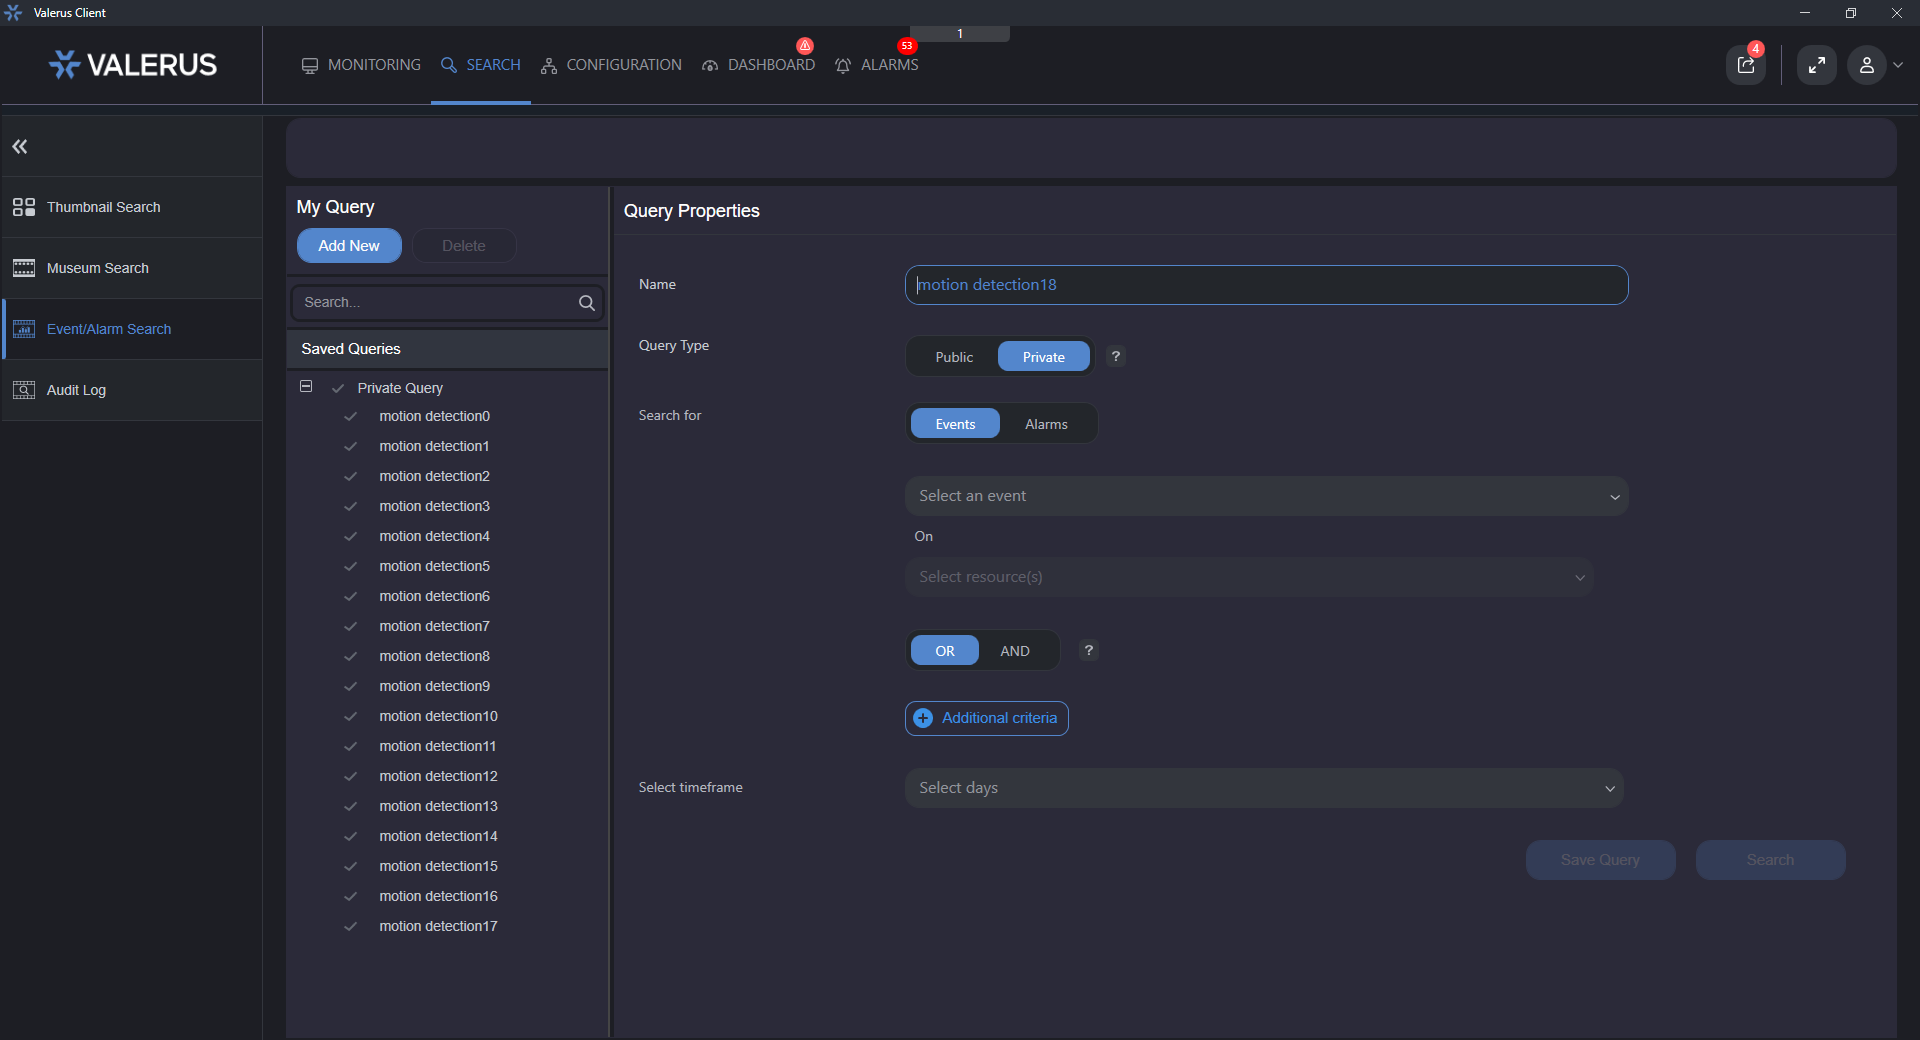 Valerus Client
1
VALERUS
MONITORING
SEARCH
CONFIGURATION
DASHBOARD
53
ALARMS
4
Thumbnail Search
Museum Search
Event/Alarm Search
Audit Log
My Query
Add New
Delete
Search...
Saved Queries
Private Query
motion detection0
motion detection1
motion detection2
motion detection3
motion detection4
motion detection5
motion detection6
motion detection7
motion detection8
motion detection9
motion detection10
motion detection11
motion detection12
motion detection13
motion detection14
motion detection15
motion detection16
motion detection17
Query Properties
Name
motion detection18
Query Type
Public
Private
?
Search for
Events
Alarms
Select an event
On
Select resource(s)
OR
AND
?
Additional criteria
Select timeframe
Select days
Save Query
Search